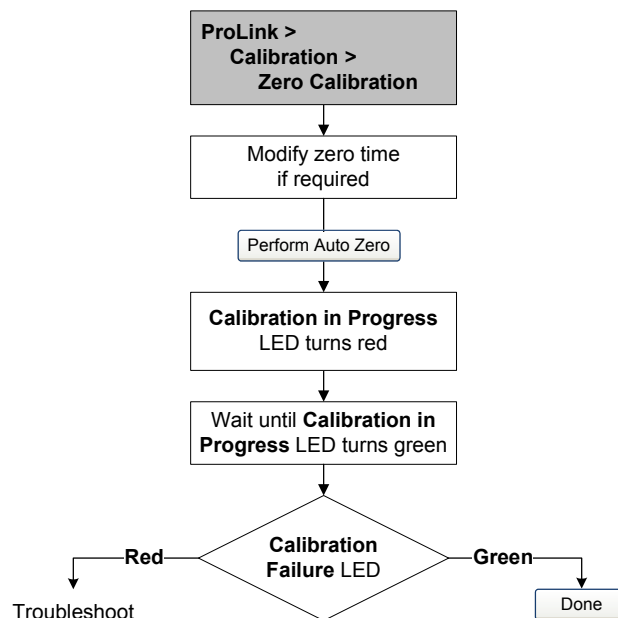 ProLink >
Calibration >
Zero Calibration
Modify zero time
if required
Perform Auto Zero
Calibration in Progress
LED turns red
Wait until Calibration in
Progress LED turns green
Calibration
Failure LED
Red
Green
Troubleshoot
Done